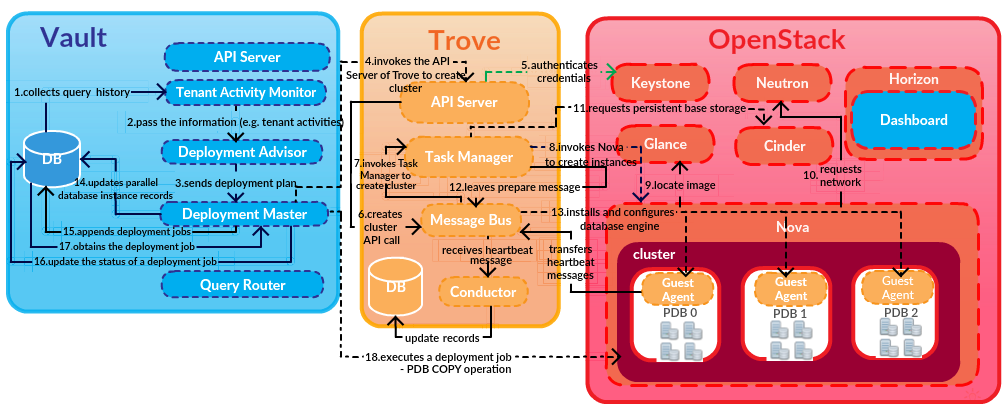 Vault
Trove
OpenStack
API Server
Tenant Activity Monitor
Deployment Advisor
Deployment Master
Query Router
DB
1.collects query history
2.pass the information (e.g. tenant activities)
3.sends deployment plan
14.updates parallel
database instance records
15.appends deployment jobs
17.obtains the deployment job
16.update the status of a deployment job
4.invokes the API
Server of Trove to create
cluster
API Server
Task Manager
Message Bus
Conductor
DB
5.authenticates
credentials
11.requests persistent base storage
7.invokes Task
Manager to
create cluster
8.invokes Nova
to create instances
12.leaves prepare message
6.creates
cluster
API call
13.installs and configures
database engine
receives heartbeat
message
transfers
heartbeat
messages
update records
18.executes a deployment job
- PDB COPY operation
Keystone
Neutron
Horizon
Dashboard
Glance
Cinder
9.locate image
10.
requests
network
Nova
cluster
Guest
Agent
PDB 0
Guest
Agent
PDB 1
Guest
Agent
PDB 2